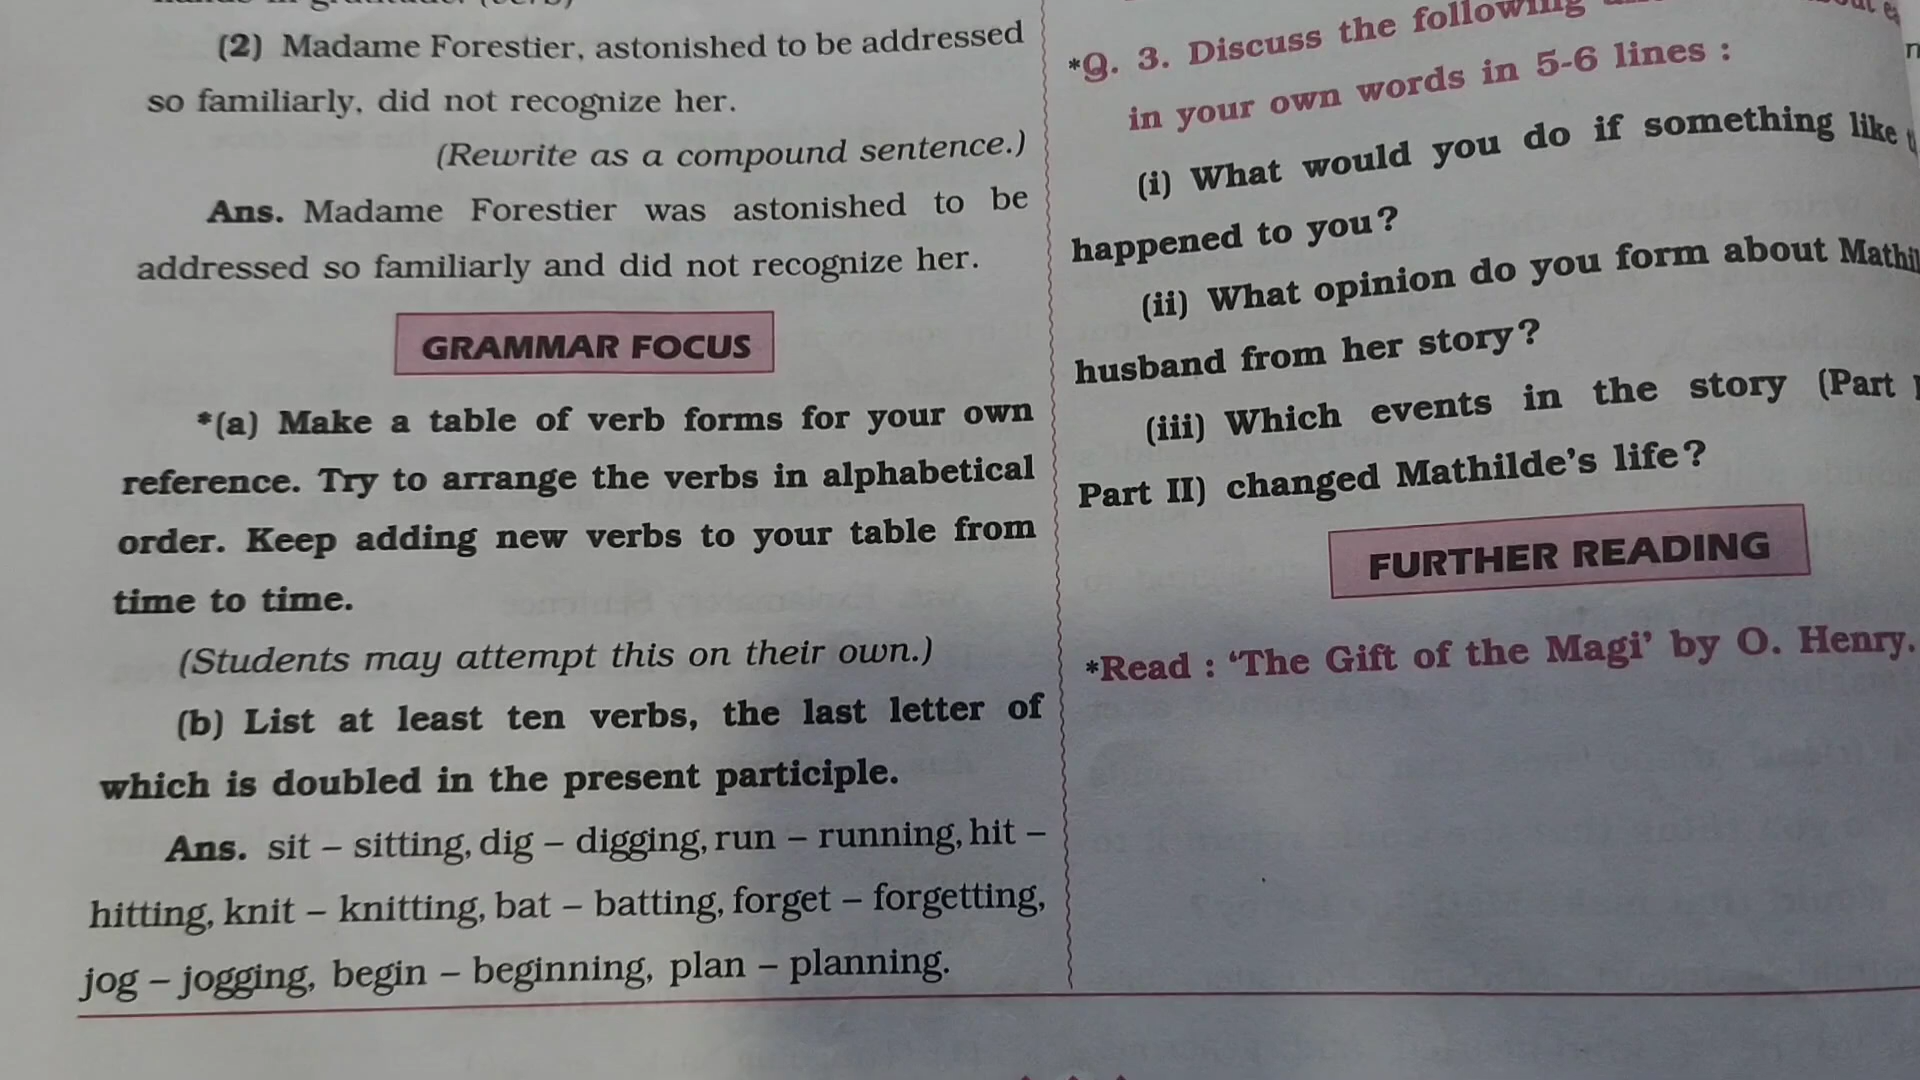 (2) Madame Forestier, astonished to be addressed
so familiarly, did not recognize her.
(Rewrite as a compound sentence.)
Ans. Madame Forestier was astonished to be
addressed so familiarly and did not recognize her.
GRAMMAR FOCUS
*(a) Make a table of verb forms for your own
reference. Try to arrange the verbs in alphabetical
order. Keep adding new verbs to your table from
time to time.
(Students may attempt this on their own.)
(b) List at least ten verbs, the last letter of
which is doubled in the present participle.
Ans. sit – sitting, dig – digging, run – running, hit –
hitting, knit – knitting, bat – batting, forget – forgetting,
jog – jogging, begin – beginning, plan – planning.
*Q. 3. Discuss the following
in your own words in 5-6 lines :
(i) What would you do if something like
happened to you?
(ii) What opinion do you form about
husband from her story?
(iii) Which events in the story (Part
Part II) changed Mathilde's life?
FURTHER READING
*Read : ‘The Gift of the Magi’ by O. Henry.